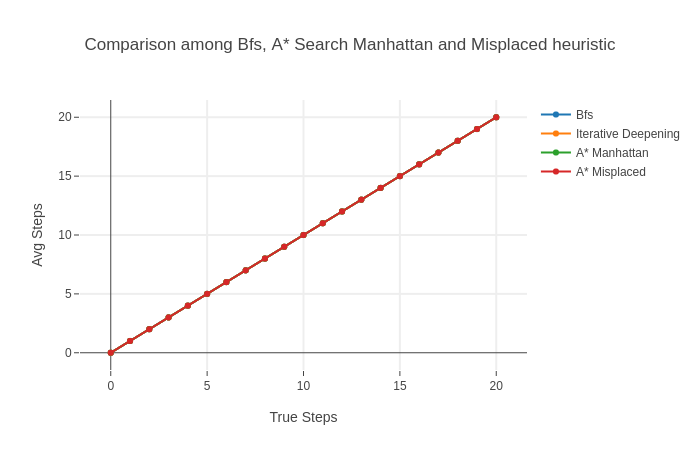 Comparison among Bfs, A* Search Manhattan and Misplaced heuristic
20
15
10
5
0
Avg Steps
0 5 10 15 20
True Steps
Bfs
Iterative Deepening
A* Manhattan
A* Misplaced